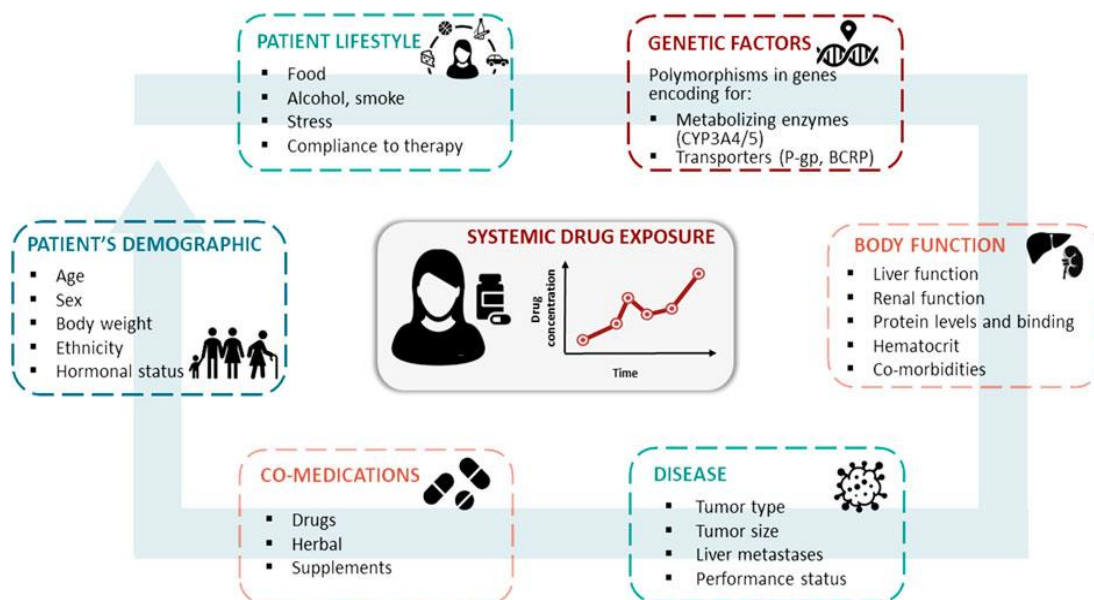 PATIENT LIFESTYLE
Food
Alcohol, smoke
Stress
Compliance to therapy
GENETIC FACTORS
Polymorphisms in genes
encoding for:
Metabolizing enzymes
(CYP3A4/5)
Transporters (P-gp, BCRP)
PATIENT'S DEMOGRAPHIC
Age
Sex
Body weight
Ethnicity
Hormonal status
SYSTEMIC DRUG EXPOSURE
Drug
concentration
Time
BODY FUNCTION
Liver function
Renal function
Protein levels and binding
Hematocrit
Co-morbidities
CO-MEDICATIONS
Drugs
Herbal
Supplements
DISEASE
Tumor type
Tumor size
Liver metastases
Performance status